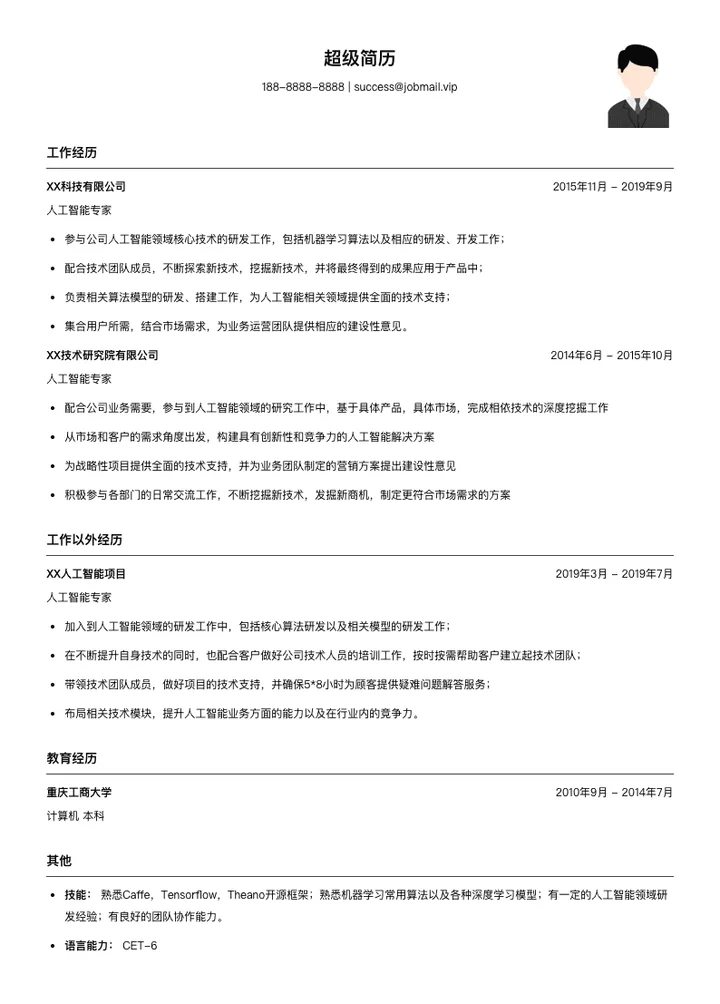 超级简历
188-8888-8888 | success@jobmail.vip
工作经历
XX科技有限公司 2015年11月 – 2019年9月
人工智能专家
• 参与公司人工智能领域核心技术的研发工作，包括机器学习算法以及相应的研发、开发工作；
• 配合技术团队成员，不断探索新技术，挖掘新技术，并将最终得到的成果应用于产品中；
• 负责相关算法模型的研发、搭建工作，为人工智能相关领域提供全面的技术支持；
• 集合用户所需，结合市场需求，为业务运营团队提供相应的建设性意见。
XX技术研究院有限公司 2014年6月 – 2015年10月
人工智能专家
• 配合公司业务需要，参与到人工智能领域的研究工作中，基于具体产品，具体市场，完成相依技术的深度挖掘工作
• 从市场和客户的需求角度出发，构建具有创新性和竞争力的人工智能解决方案
• 为战略性项目提供全面的技术支持，并为业务团队制定的营销方案提出建设性意见
• 积极参与各部门的日常交流工作，不断挖掘新技术，发掘新商机，制定更符合市场需求的方案
工作以外经历
XX人工智能项目 2019年3月 – 2019年7月
人工智能专家
• 加入到人工智能领域的研发工作中，包括核心算法研发以及相关模型的研发工作；
• 在不断提升自身技术的同时，也配合客户做好公司技术人员的培训工作，按时按需帮助客户建立起技术团队；
• 带领技术团队成员，做好项目的技术支持，并确保5*8小时为顾客提供疑难问题解答服务；
• 布局相关技术模块，提升人工智能业务方面的能力以及在行业内的竞争力。
教育经历
重庆工商大学 2010年9月 – 2014年7月
计算机 本科
其他
• 技能： 熟悉Caffe，Tensorflow，Theano开源框架；熟悉机器学习常用算法以及各种深度学习模型；有一定的人工智能领域研
发经验；有良好的团队协作能力。
• 语言能力： CET-6